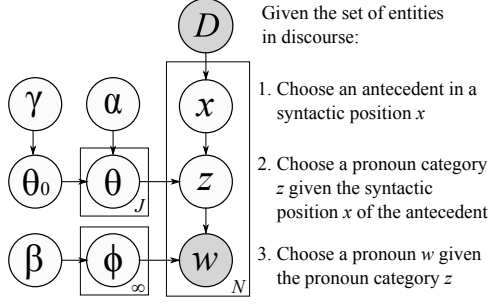 D
Given the set of entities
in discourse:
γ
α
x
1. Choose an antecedent in a
syntactic position x
θ₀
θ
J
z
2. Choose a pronoun category
z given the syntactic
position x of the antecedent
β
ϕ
∞
w
N
3. Choose a pronoun w given
the pronoun category z